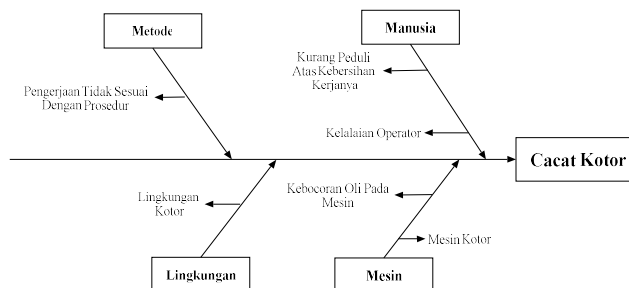 Metode
Manusia
Kurang Peduli
Atas Kebersihan
Kerjanya
Pengerjaan Tidak Sesuai
Dengan Prosedur
Kelalaian Operator
Cacat Kotor
Lingkungan
Kotor
Kebocoran Oli Pada
Mesin
Mesin Kotor
Lingkungan
Mesin